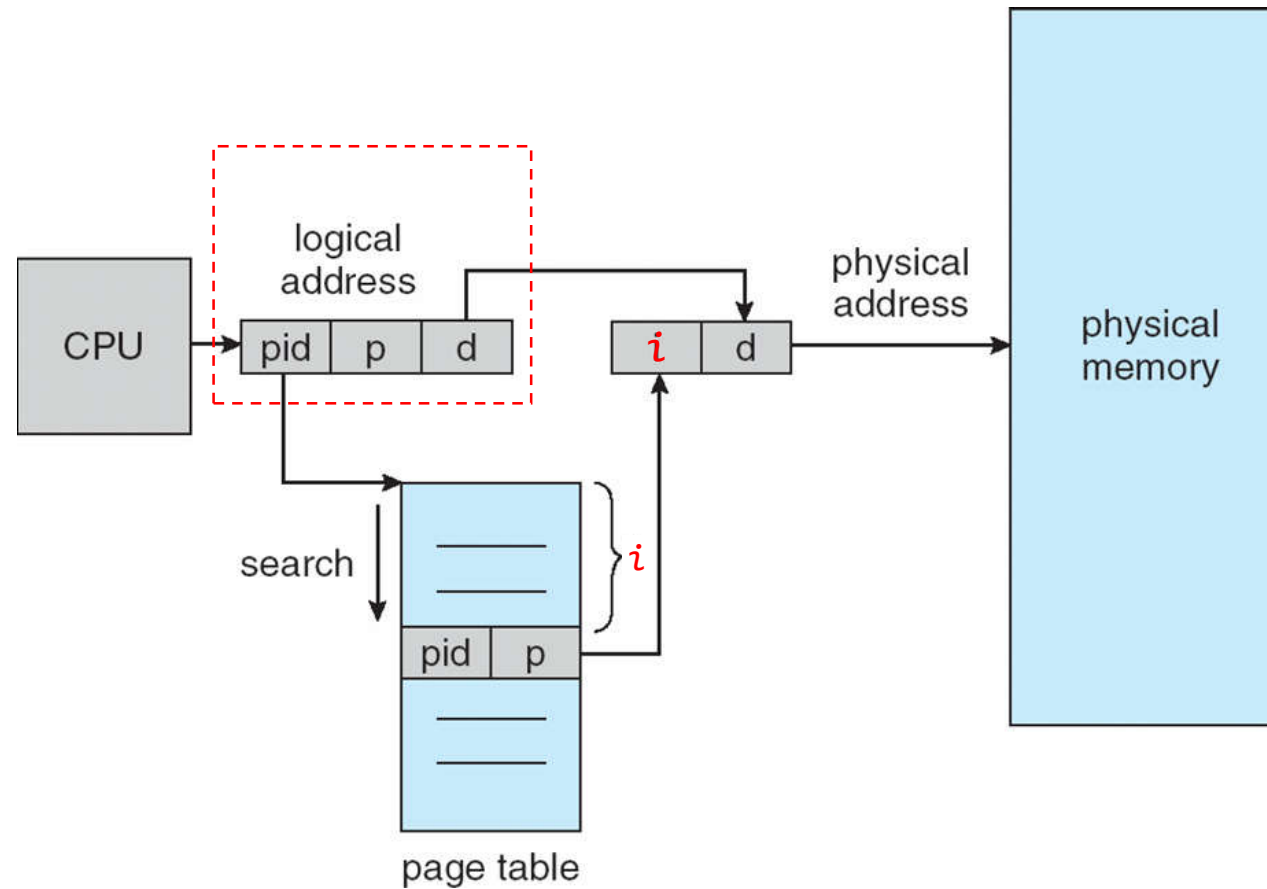 logical
address
physical
address
CPU
pid p d
i d
physical
memory
search
i
pid p
page table